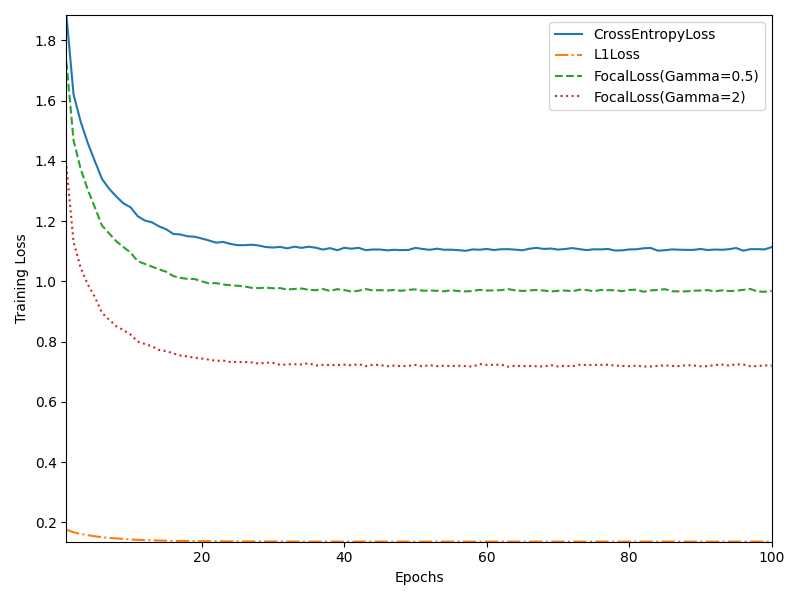 CrossEntropyLoss
L1Loss
FocalLoss(Gamma=0.5)
FocalLoss(Gamma=2)
Training Loss
1.8
1.6
1.4
1.2
1.0
0.8
0.6
0.4
0.2
20 40 60 80 100
Epochs